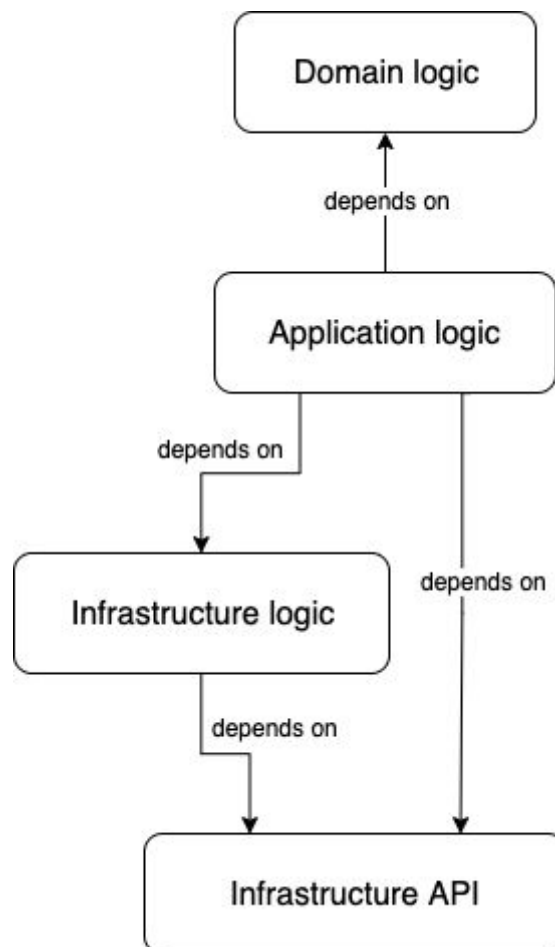 Domain logic
depends on
Application logic
depends on
Infrastructure logic
depends on
depends on
Infrastructure API